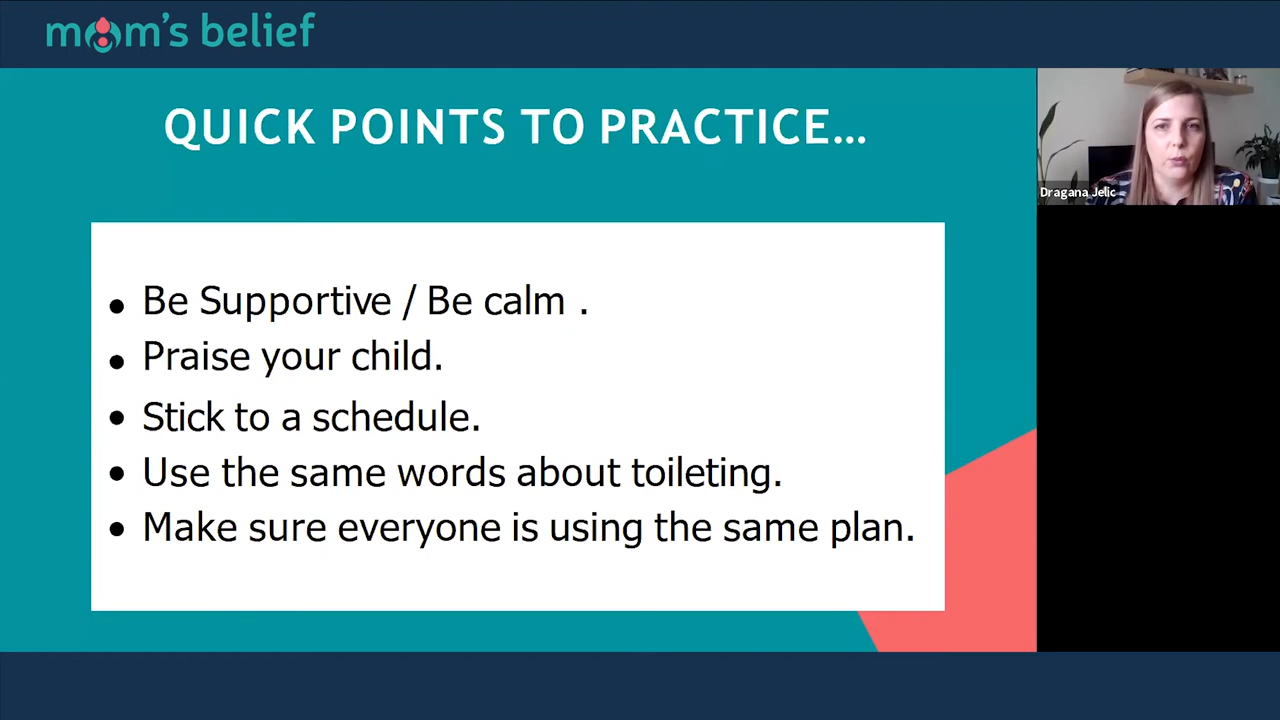 mom's belief
QUICK POINTS TO PRACTICE...
• Be Supportive / Be calm .
• Praise your child.
• Stick to a schedule.
• Use the same words about toileting.
• Make sure everyone is using the same plan.
Dragana Jelic